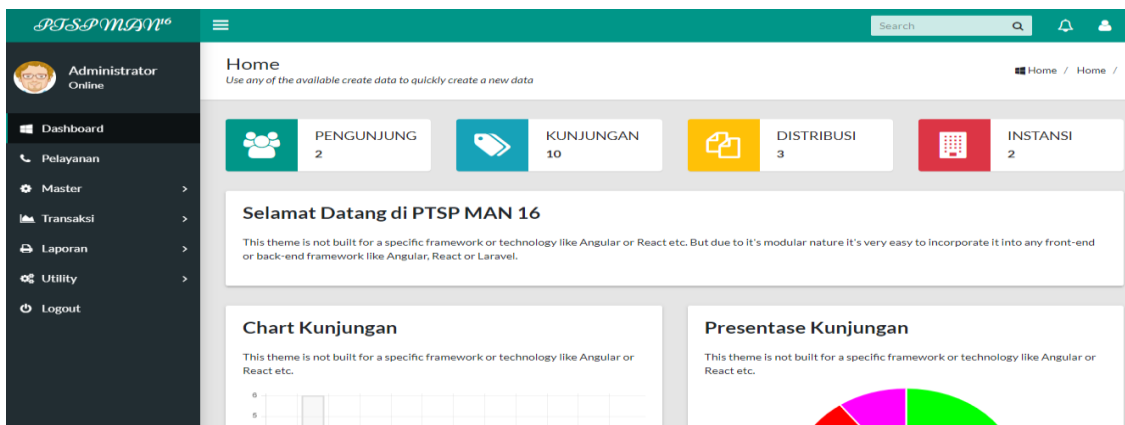 PTSPMAN16
Search
Administrator
Online
Dashboard
Pelayanan
Master
Transaksi
Laporan
Utility
Logout
Home
Use any of the available create data to quickly create a new data
Home / Home /
PENGUNJUNG
2
KUNJUNGAN
10
DISTRIBUSI
3
INSTANSI
2
Selamat Datang di PTSP MAN 16
This theme is not built for a specific framework or technology like Angular or React etc. But due to it's modular nature it's very easy to incorporate it into any front-end
or back-end framework like Angular, React or Laravel.
Chart Kunjungan
This theme is not built for a specific framework or technology like Angular or
React etc.
6
5
Presentase Kunjungan
This theme is not built for a specific framework or technology like Angular or
React etc.